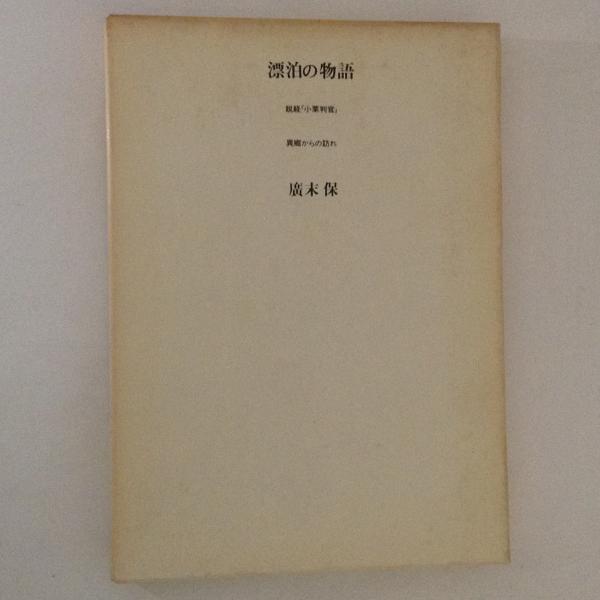 漂泊の物語
説経「小栗判官」
異郷からの訪れ
廣末保